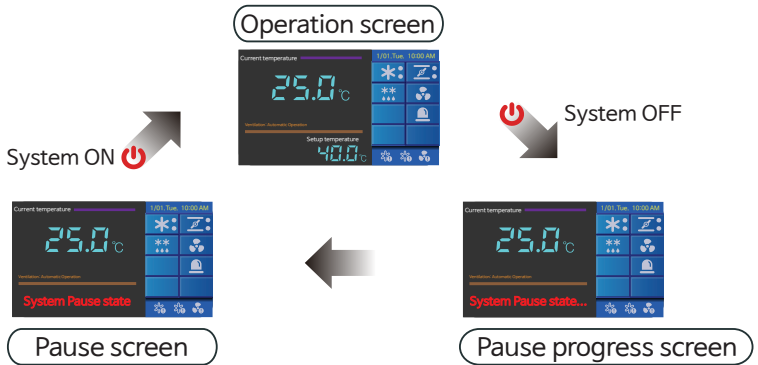 Operation screen
Current temperature
1/01.Tue, 10:00 AM
25.0 °C
Ventilation: Automatic Operation
Setup temperature
40.0 °C
System ON
System OFF
Current temperature
1/01.Tue, 10:00 AM
25.0 °C
Ventilation: Automatic Operation
System Pause state
Pause screen
Current temperature
1/01.Tue, 10:00 AM
25.0 °C
Ventilation: Automatic Operation
System Pause state...
Pause progress screen